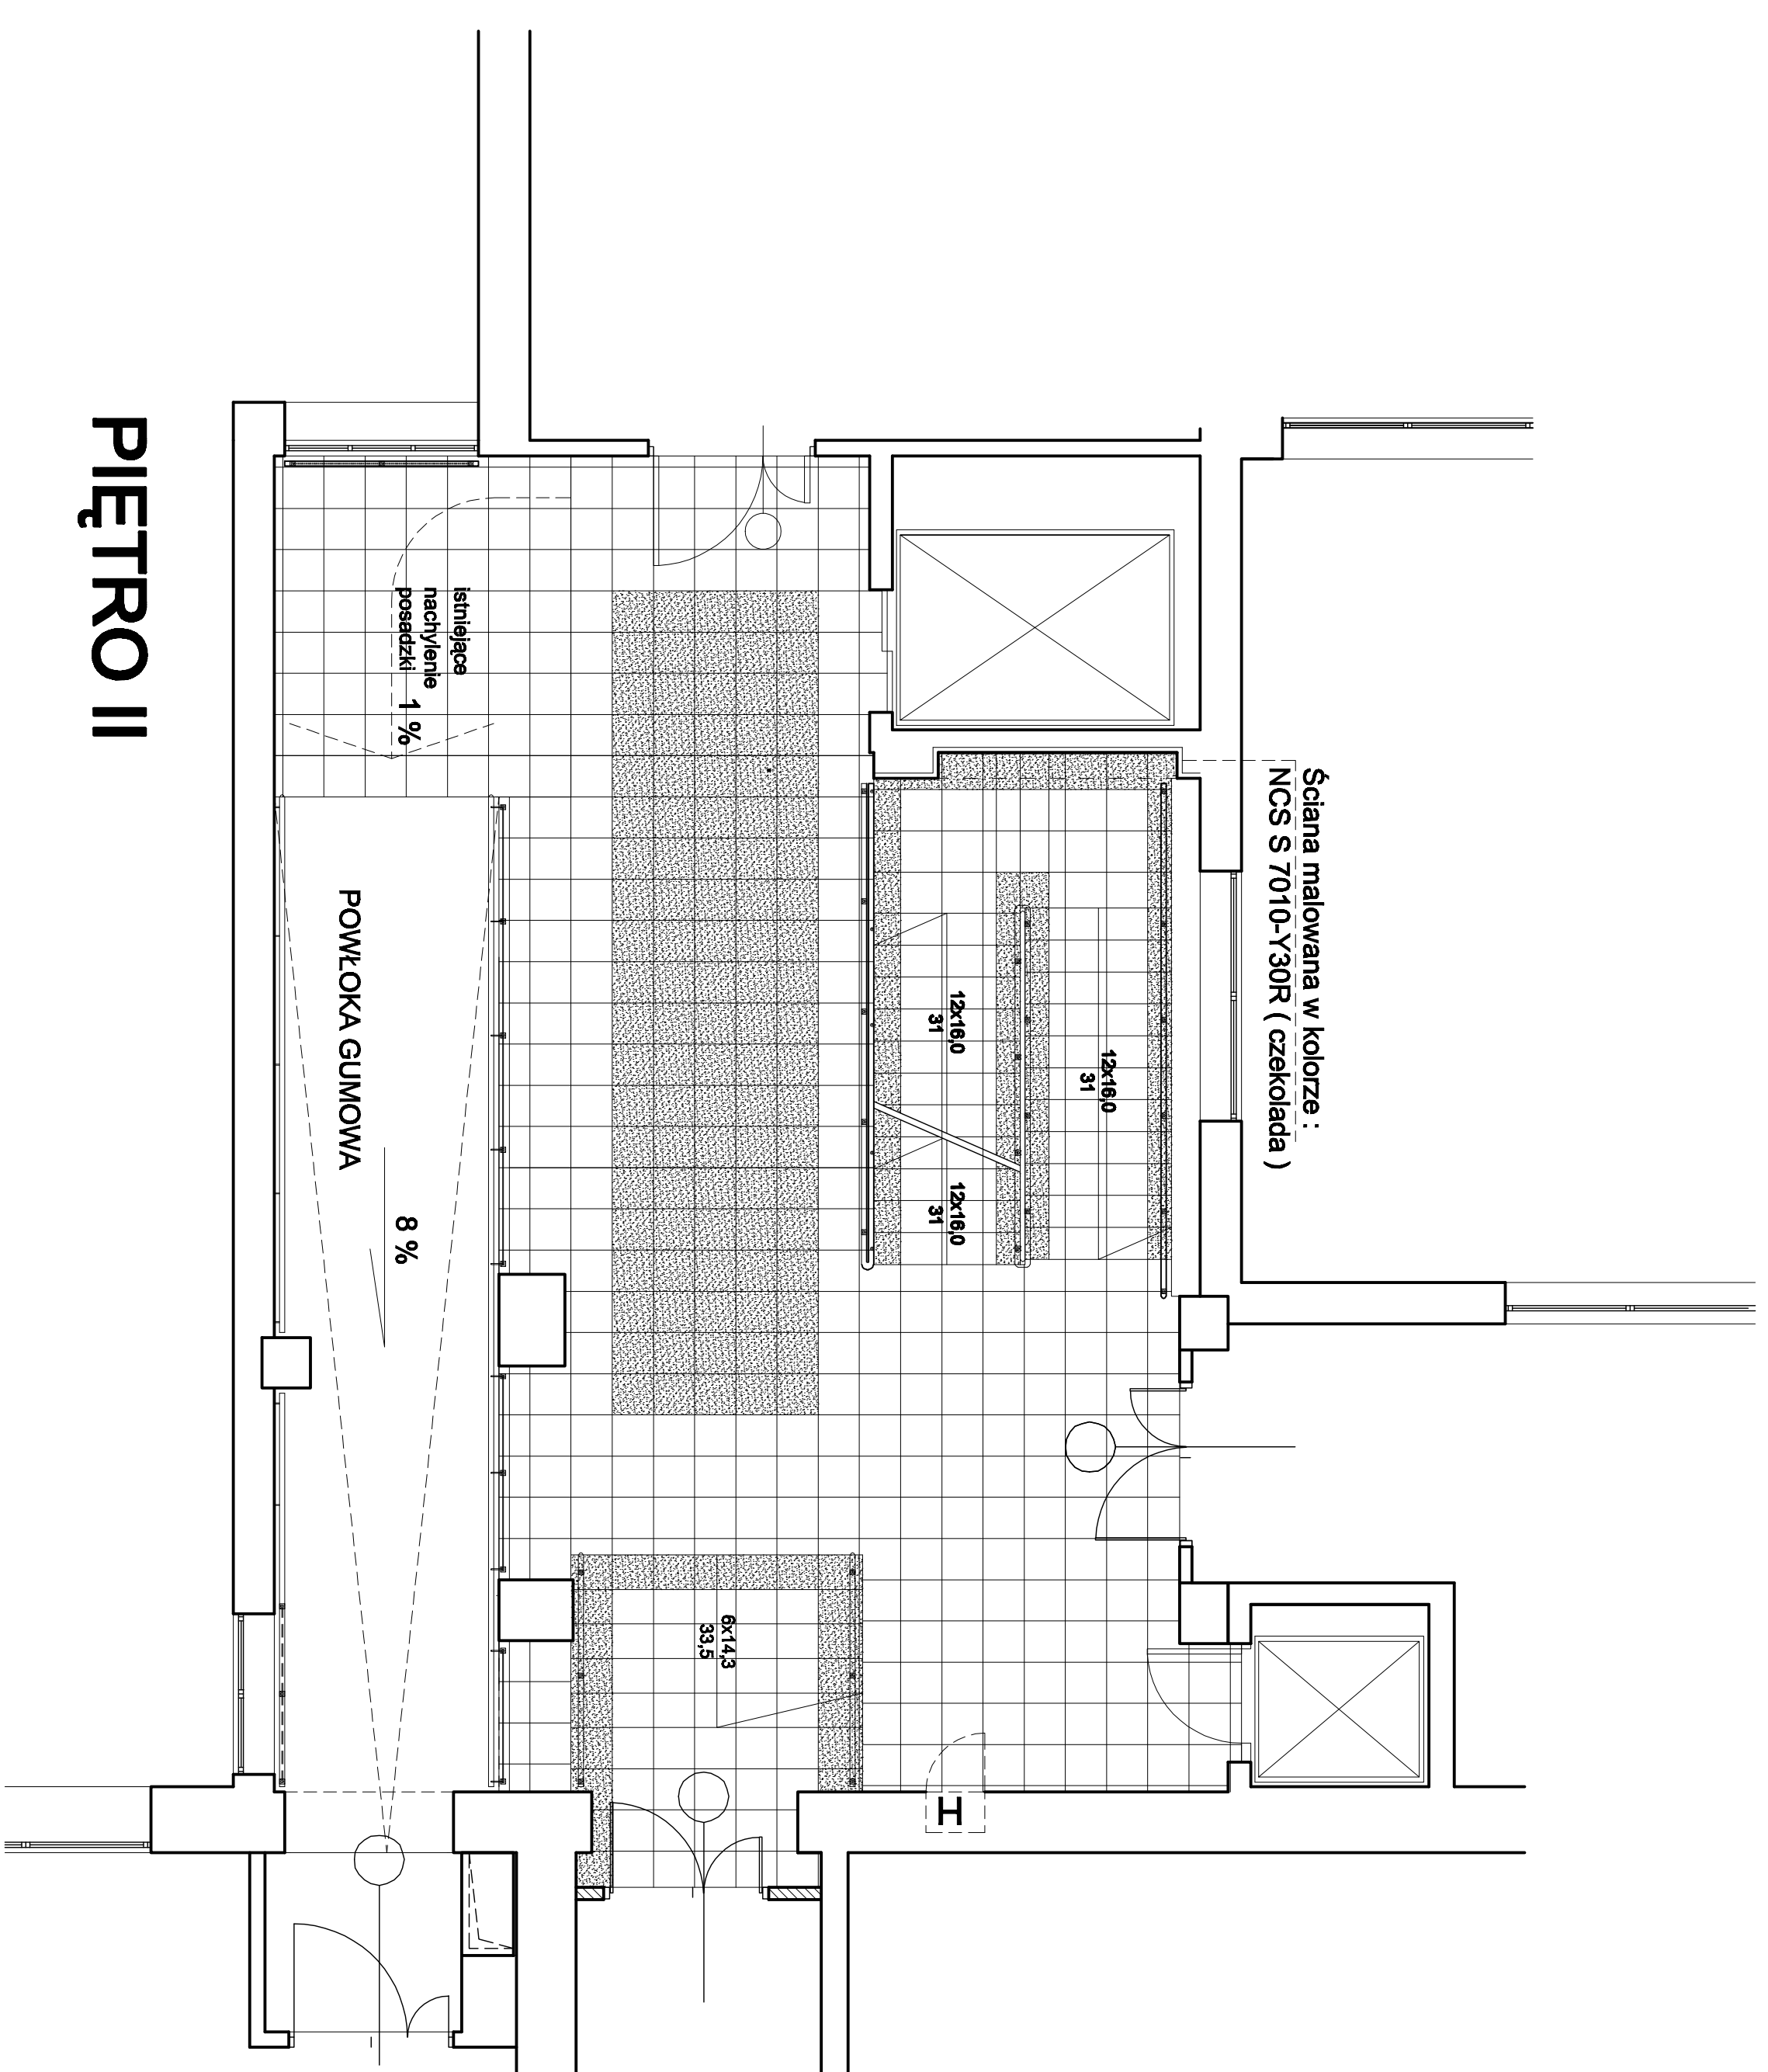 Ściana malowana w kolorze :
NCS S 7010-Y30R ( czekolada )
12x16,0
31
12x16,0
31
12x16,0
31
6x14,3
33,5
H
istniejące
nachylenie
posadzki 1 %
8 %
POWŁOKA GUMOWA
PIĘTRO II